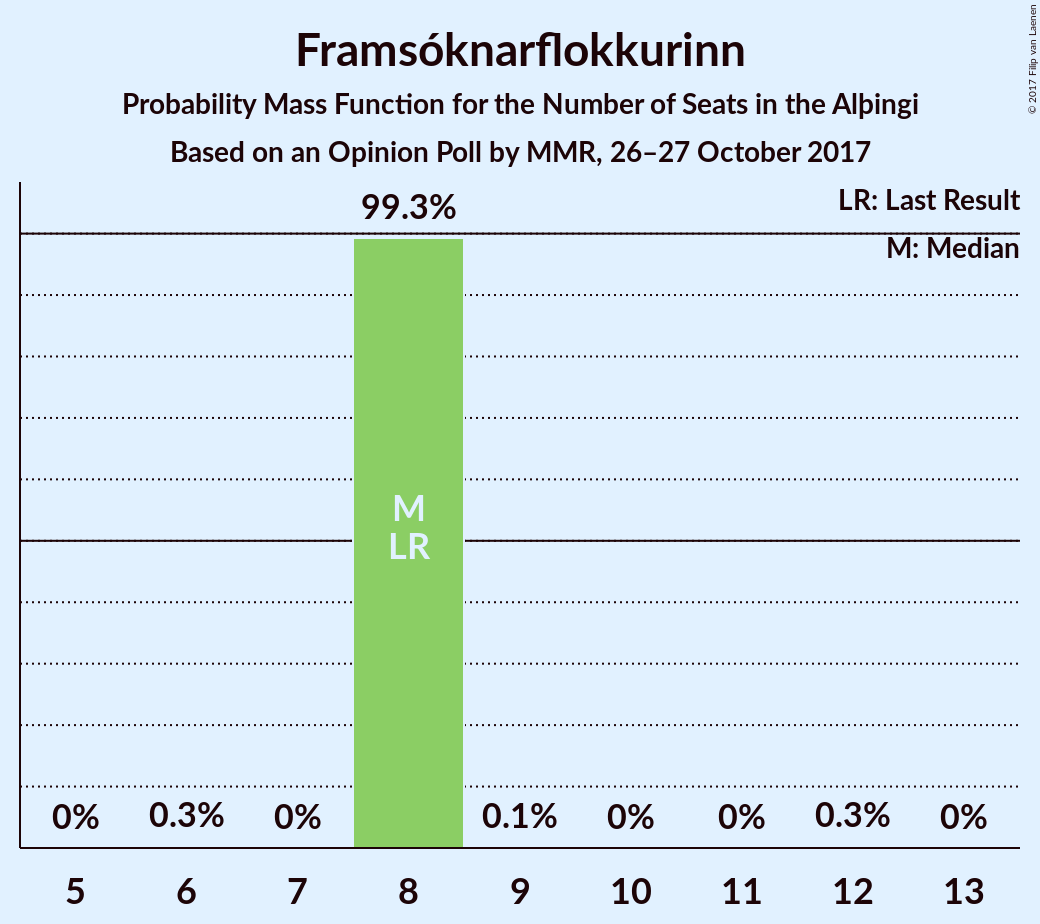 Framsóknarflokkurinn
Probability Mass Function for the Number of Seats in the Alþingi
Based on an Opinion Poll by MMR, 26–27 October 2017
© 2017 Filip van Laenen
LR: Last Result
M: Median
99.3%
M
LR
0% 0.3% 0% 0.1% 0% 0% 0.3% 0%
5 6 7 8 9 10 11 12 13